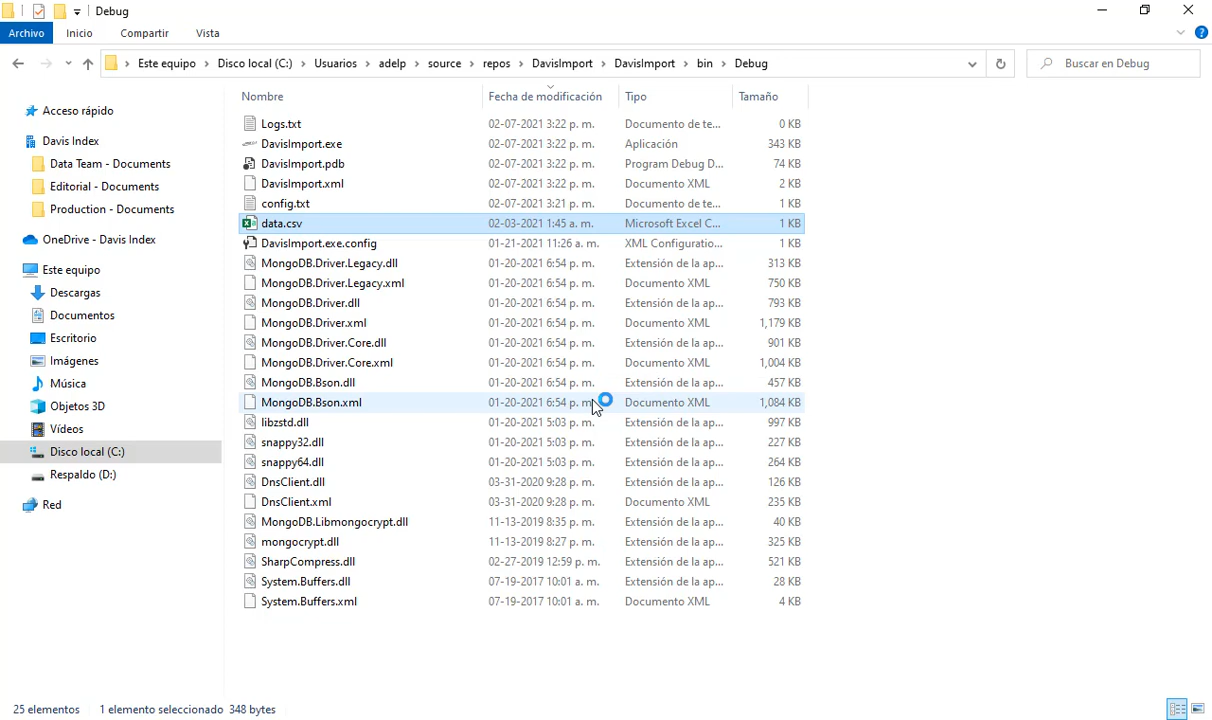 Debug
Archivo Inicio Compartir Vista
Este equipo Disco local (C:) Usuarios adelp source repos DavisImport DavisImport bin Debug Buscar en Debug
Nombre Fecha de modificación Tipo Tamaño
Acceso rápido
Davis Index
Data Team - Documents
Editorial - Documents
Production - Documents
OneDrive - Davis Index
Este equipo
Descargas
Documentos
Escritorio
Imágenes
Música
Objetos 3D
Vídeos
Disco local (C:)
Respaldo (D:)
Red
Logs.txt 02-07-2021 3:22 p. m. Documento de te... 0 KB
DavisImport.exe 02-07-2021 3:22 p. m. Aplicación 343 KB
DavisImport.pdb 02-07-2021 3:22 p. m. Program Debug D... 74 KB
DavisImport.xml 02-07-2021 3:22 p. m. Documento XML 2 KB
config.txt 02-07-2021 3:21 p. m. Documento de te... 1 KB
data.csv 02-03-2021 1:45 a. m. Microsoft Excel C... 1 KB
DavisImport.exe.config 01-21-2021 11:26 a. m. XML Configuratio... 1 KB
MongoDB.Driver.Legacy.dll 01-20-2021 6:54 p. m. Extensión de la ap... 313 KB
MongoDB.Driver.Legacy.xml 01-20-2021 6:54 p. m. Documento XML 750 KB
MongoDB.Driver.dll 01-20-2021 6:54 p. m. Extensión de la ap... 793 KB
MongoDB.Driver.xml 01-20-2021 6:54 p. m. Documento XML 1,179 KB
MongoDB.Driver.Core.dll 01-20-2021 6:54 p. m. Extensión de la ap... 901 KB
MongoDB.Driver.Core.xml 01-20-2021 6:54 p. m. Documento XML 1,004 KB
MongoDB.Bson.dll 01-20-2021 6:54 p. m. Extensión de la ap... 457 KB
MongoDB.Bson.xml 01-20-2021 6:54 p. m. Documento XML 1,084 KB
libzstd.dll 01-20-2021 5:03 p. m. Extensión de la ap... 997 KB
snappy32.dll 01-20-2021 5:03 p. m. Extensión de la ap... 227 KB
snappy64.dll 01-20-2021 5:03 p. m. Extensión de la ap... 264 KB
DnsClient.dll 03-31-2020 9:28 p. m. Extensión de la ap... 126 KB
DnsClient.xml 03-31-2020 9:28 p. m. Documento XML 235 KB
MongoDB.Libmongocrypt.dll 11-13-2019 8:35 p. m. Extensión de la ap... 40 KB
mongocrypt.dll 11-13-2019 8:27 p. m. Extensión de la ap... 325 KB
SharpCompress.dll 02-27-2019 12:59 p. m. Extensión de la ap... 521 KB
System.Buffers.dll 07-19-2017 10:01 a. m. Extensión de la ap... 28 KB
System.Buffers.xml 07-19-2017 10:01 a. m. Documento XML 4 KB
25 elementos 1 elemento seleccionado 348 bytes